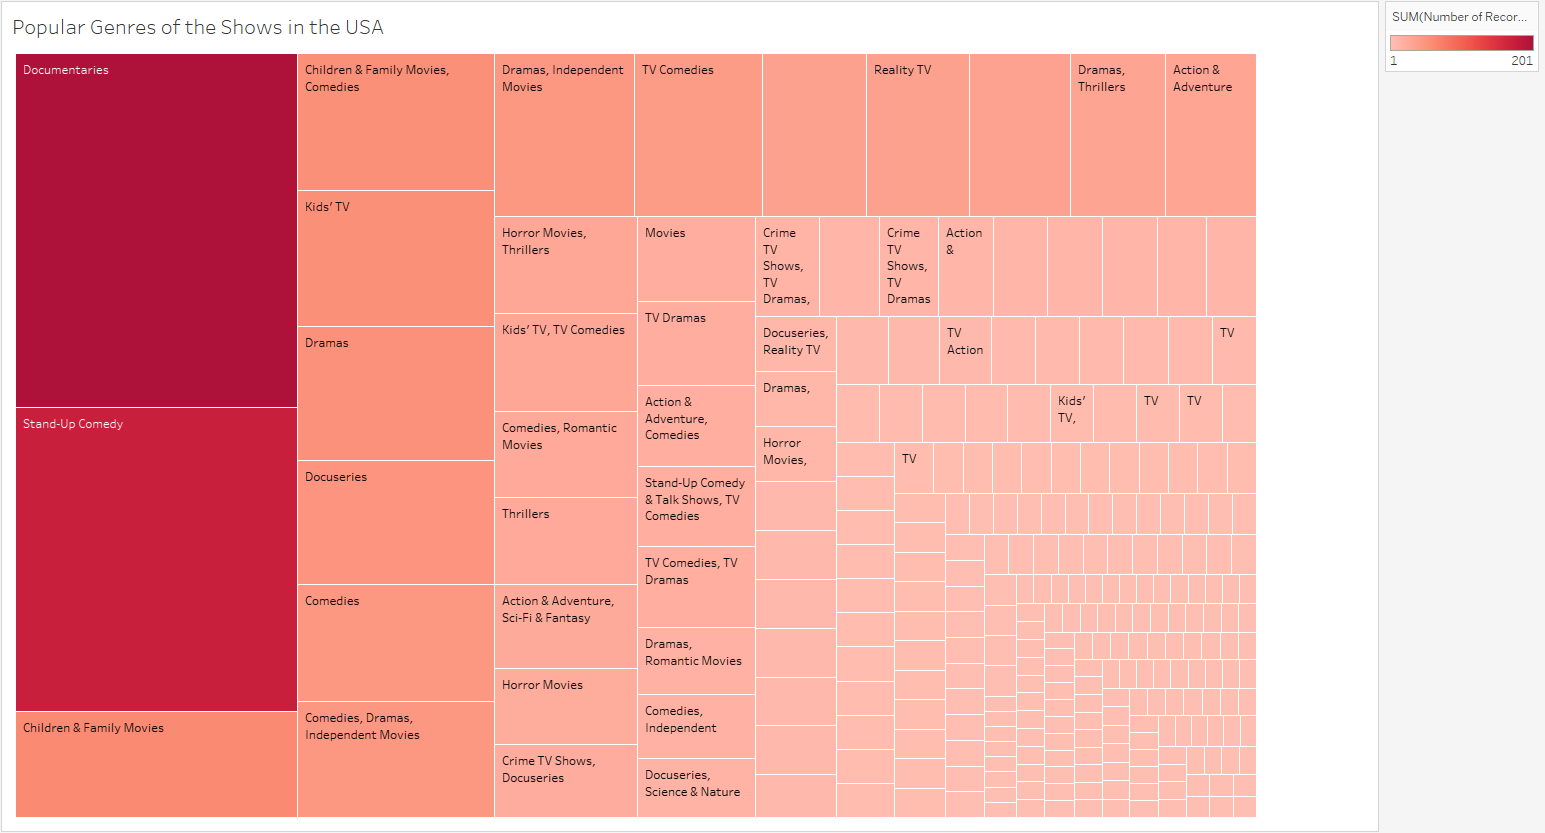 Popular Genres of the Shows in the USA
SUM(Number of Recor...
1
201
Documentaries
Stand-Up Comedy
Children & Family Movies
Children & Family Movies,
Comedies
Kids' TV
Dramas
Docuseries
Comedies
Comedies, Dramas,
Independent Movies
Dramas, Independent
Movies
TV Comedies
Reality TV
Dramas,
Thrillers
Action &
Adventure
Horror Movies,
Thrillers
Kids' TV, TV Comedies
Comedies, Romantic
Movies
Thrillers
Action & Adventure,
Sci-Fi & Fantasy
Horror Movies
Crime TV Shows,
Docuseries
Movies
TV Dramas
Action &
Adventure,
Comedies
Stand-Up Comedy
& Talk Shows, TV
Comedies
TV Comedies, TV
Dramas
Dramas,
Romantic Movies
Comedies,
Independent
Docuseries,
Science & Nature
Crime
TV
Shows,
TV
Dramas,
Crime
TV
Shows,
TV
Dramas
Action
&
Docuseries,
Reality TV
Dramas,
Horror
Movies,
TV
Action
TV
Kids'
TV,
TV
TV
TV